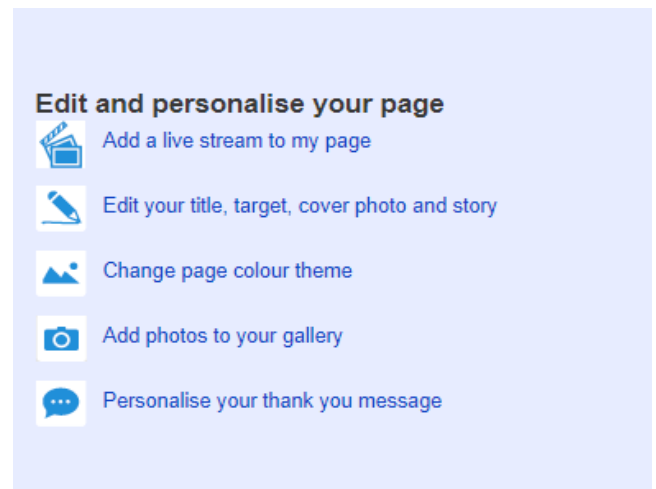 Edit and personalise your page
Add a live stream to my page
Edit your title, target, cover photo and story
Change page colour theme
Add photos to your gallery
Personalise your thank you message